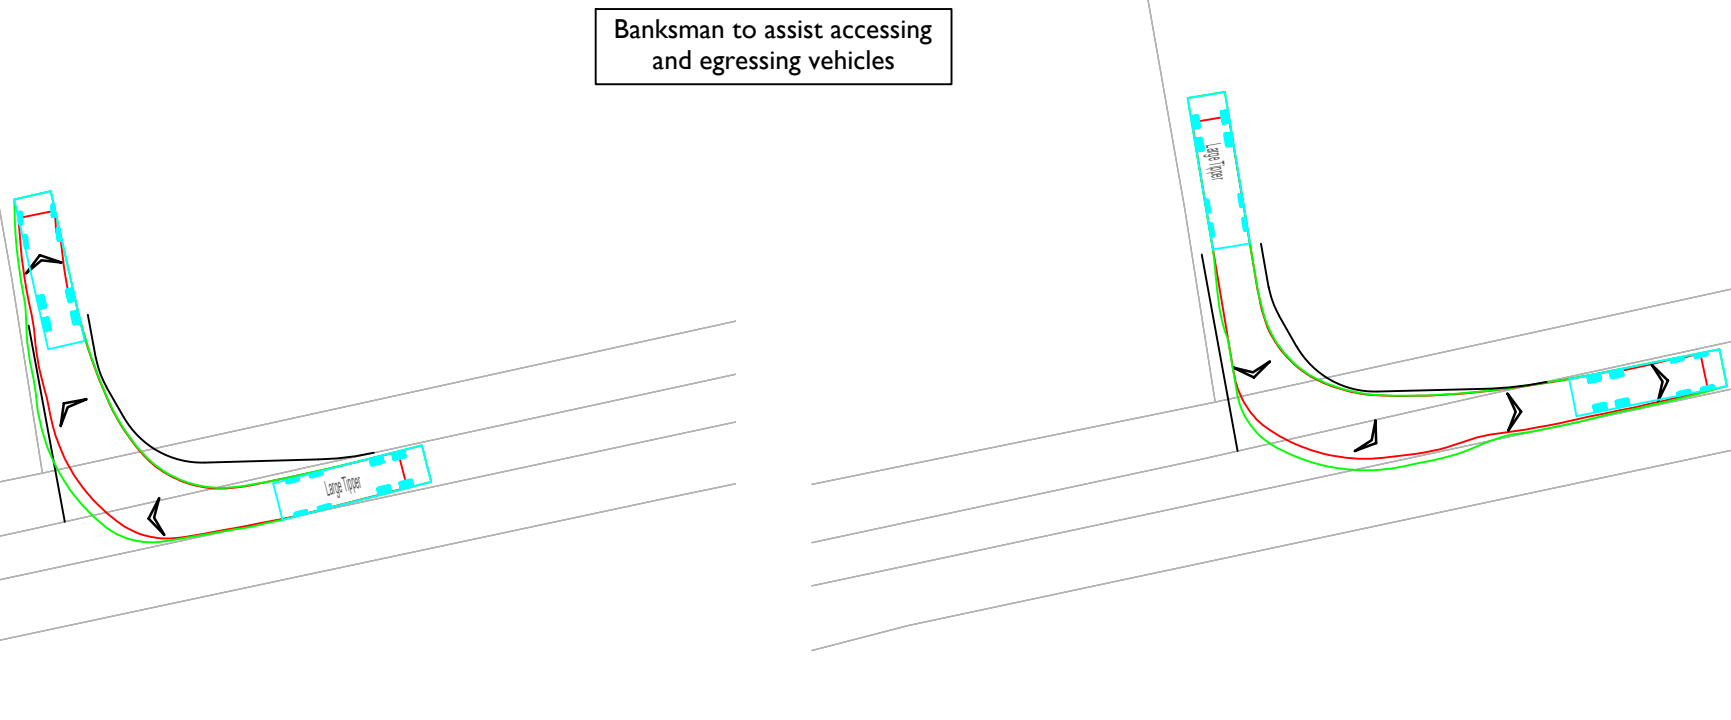 Banksman to assist accessing
and egressing vehicles
Large Tipper
Large Tipper